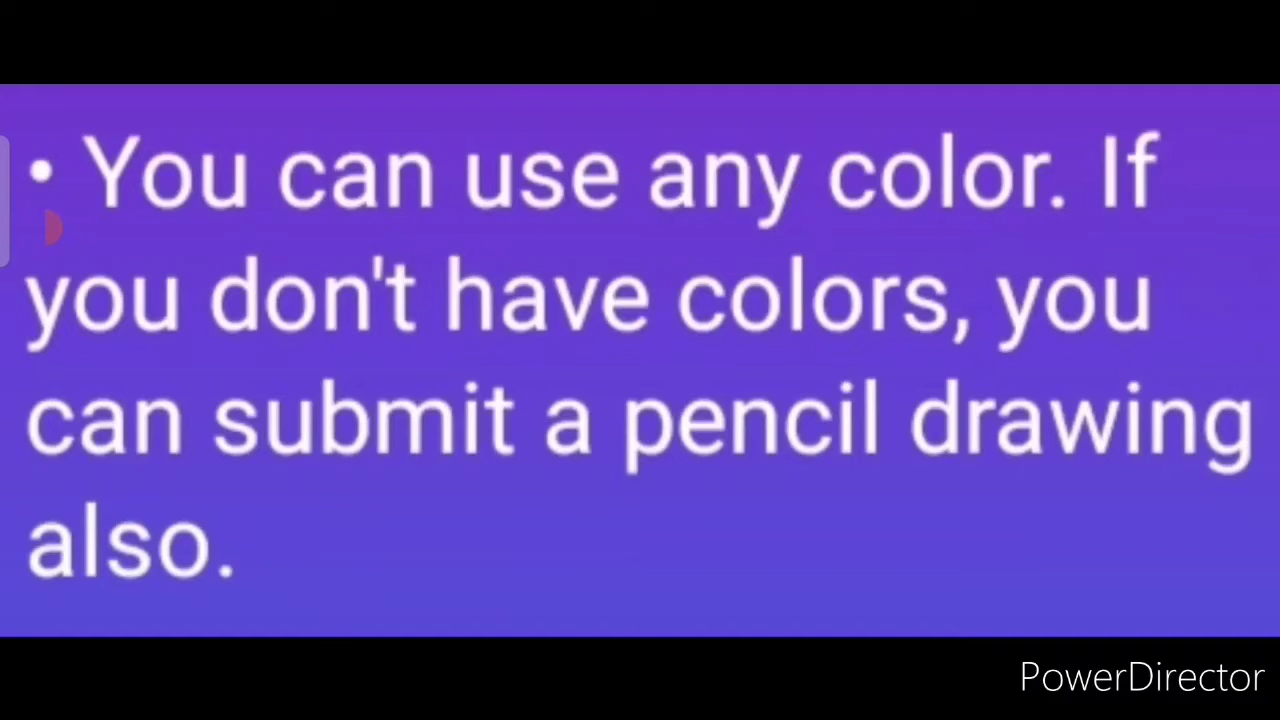 • You can use any color. If
you don't have colors, you
can submit a pencil drawing
also.
PowerDirector